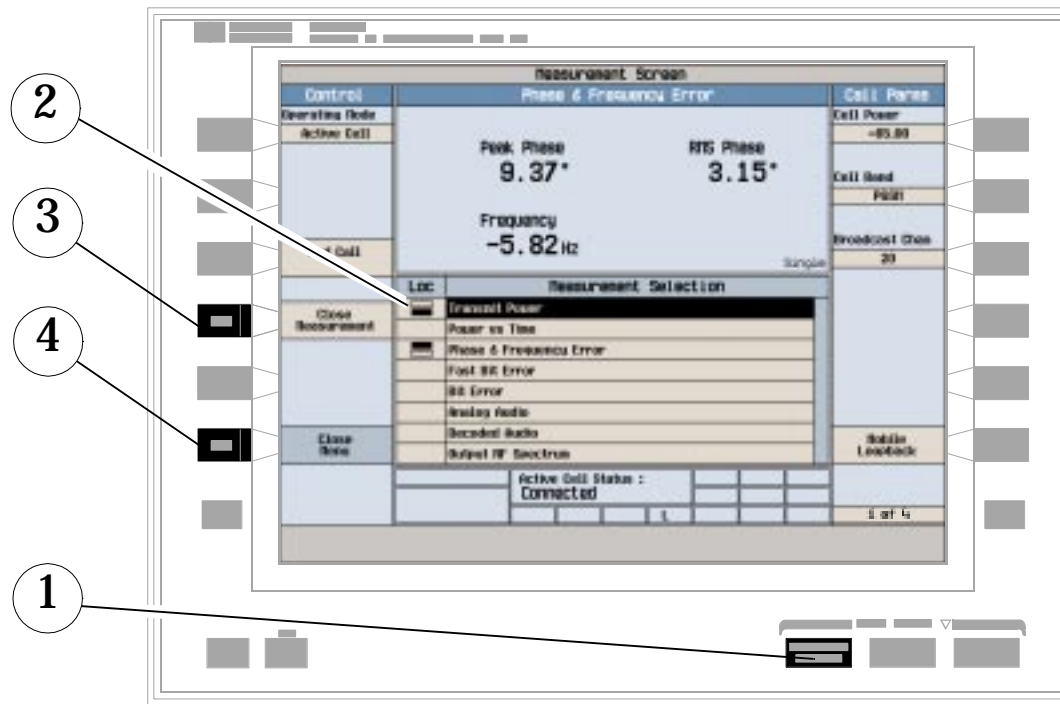 Measurement Screen
Control
Phase & Frequency Error
Call Parms
Operating Mode
Active Cell
Cell Power
-85.00
Peak Phase
9.37°
RMS Phase
3.15°
Cell Band
PGSM
Frequency
-5.82 Hz
Single
Call
Broadcast Chan
20
Loc
Measurement Selection
Close
Measurement
Transmit Power
Power vs Time
Phase & Frequency Error
Fast Bit Error
Bit Error
Analog Audio
Decoded Audio
Output RF Spectrum
Close
Menu
Mobile
Loopback
Active Cell Status :
Connected
L
1 of 4
2
3
4
1